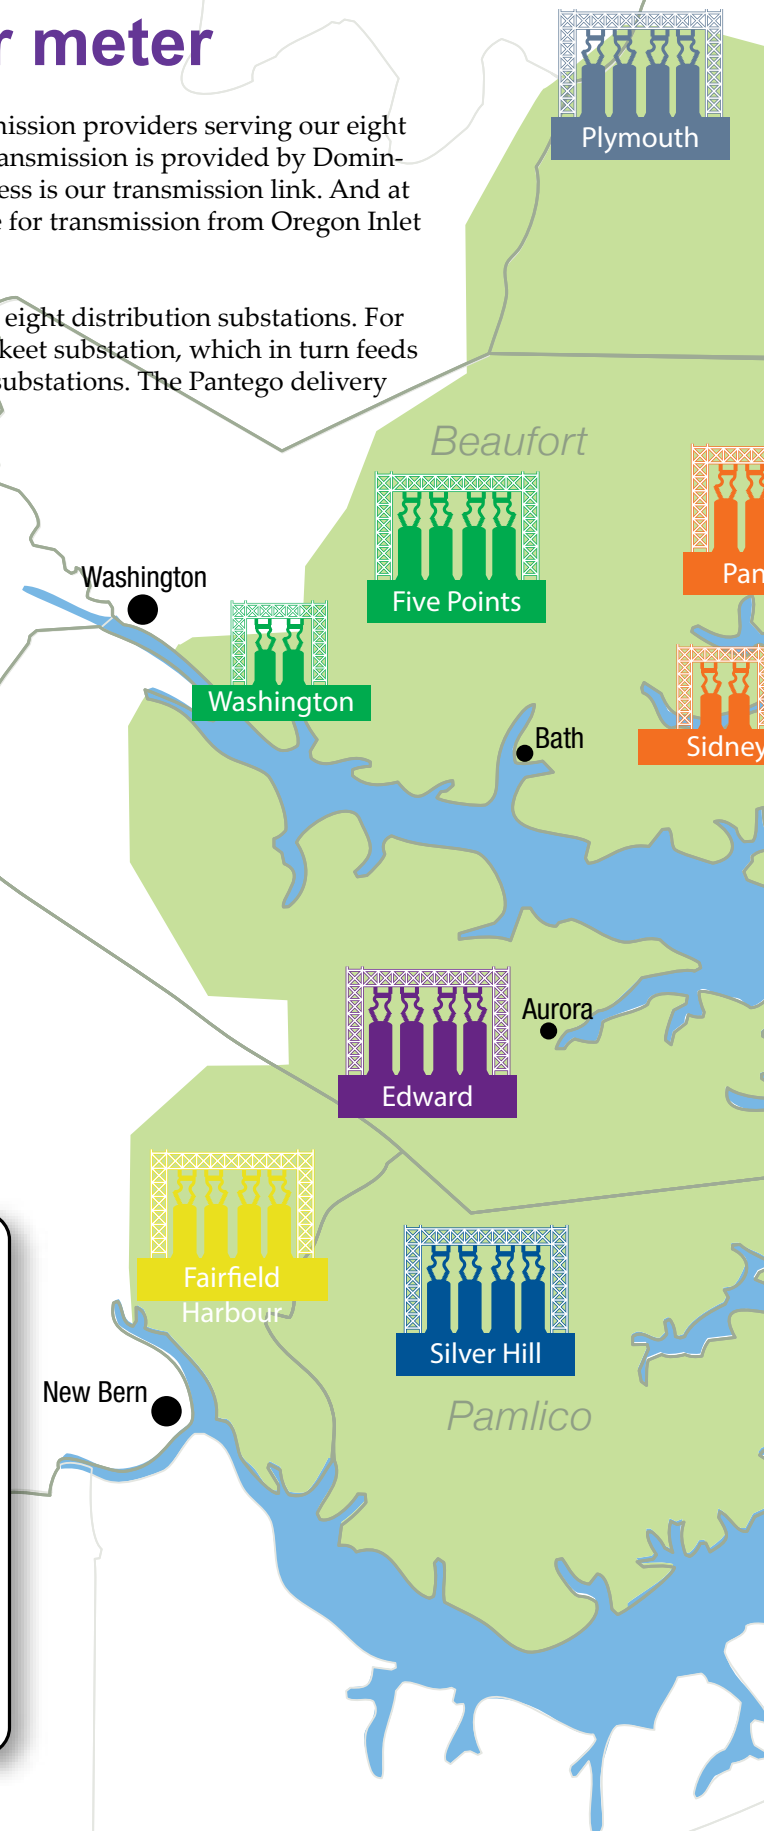 r meter
mission providers serving our eight
ransmission is provided by Domin-
ess is our transmission link. And at
e for transmission from Oregon Inlet
eight distribution substations. For
keet substation, which in turn feeds
substations. The Pantego delivery
Plymouth
Beaufort
Five Points
Pan
Washington
Washington
Sidney
Bath
Aurora
Edward
Fairfield
Harbour
Silver Hill
New Bern
Pamlico